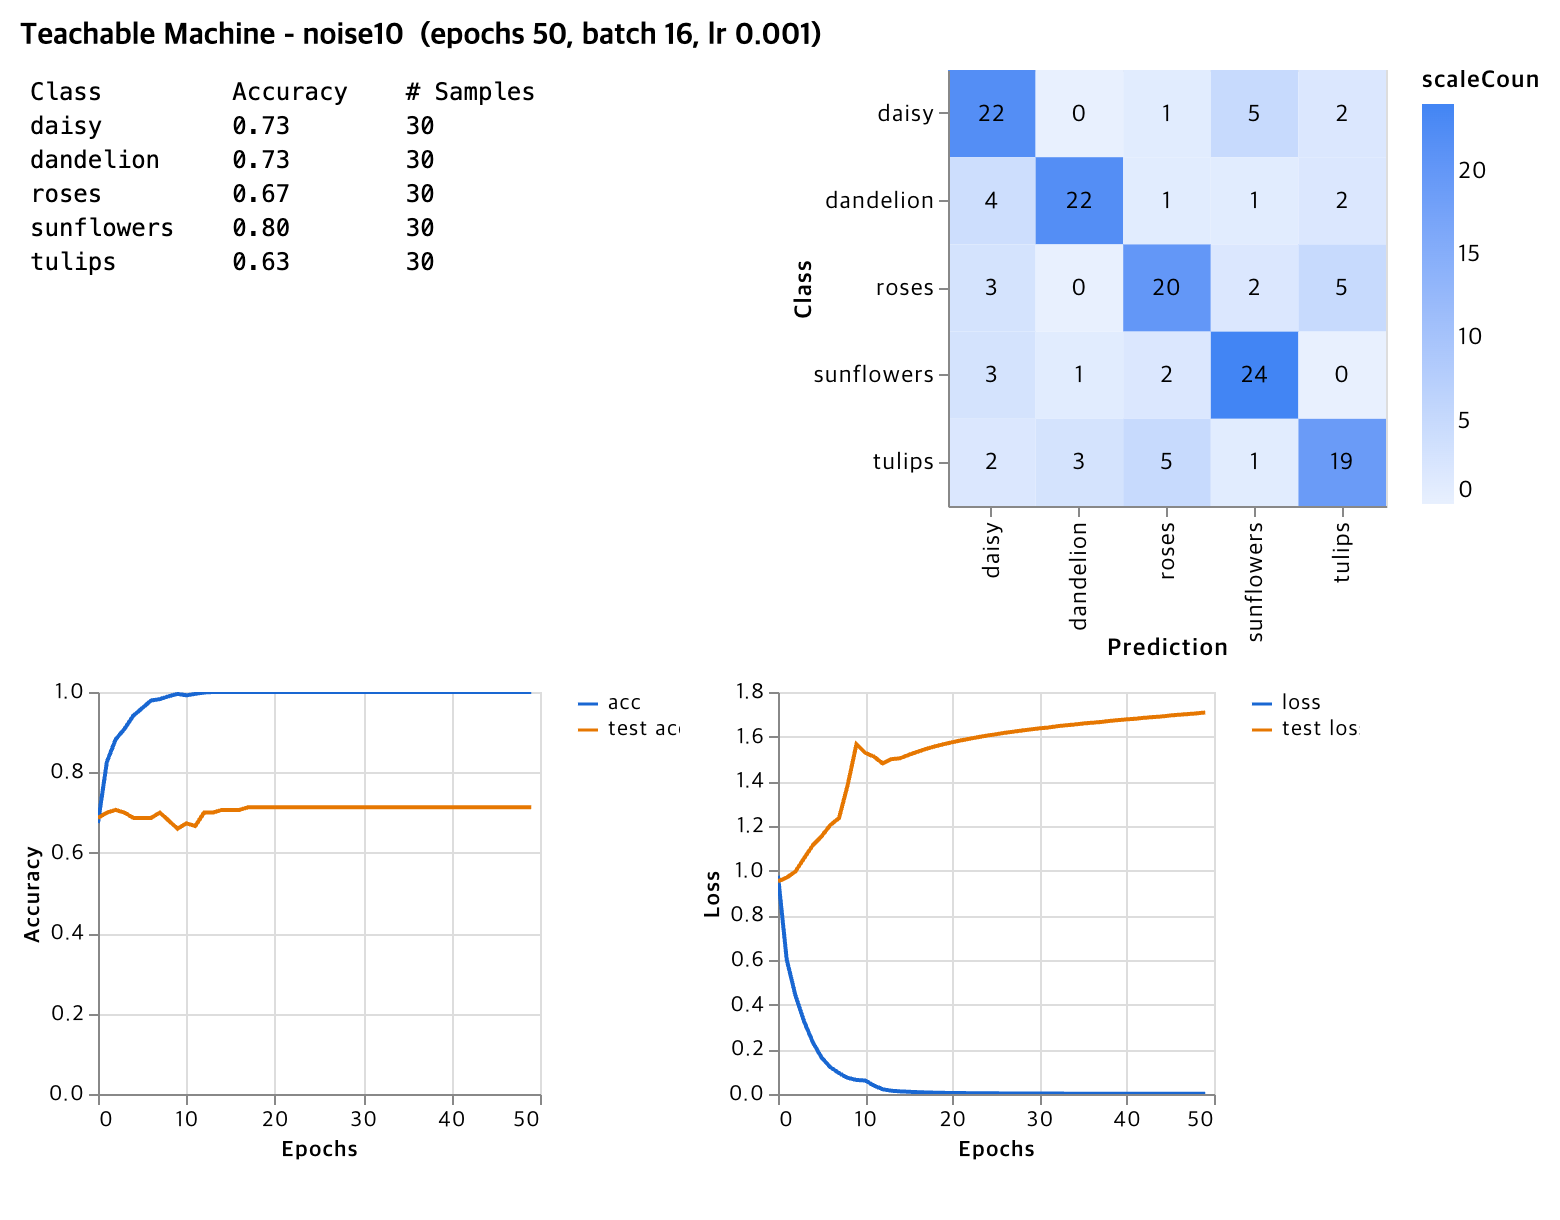 Teachable Machine - noise10 (epochs 50, batch 16, lr 0.001)
Class Accuracy # Samples
daisy 0.73 30
dandelion 0.73 30
roses 0.67 30
sunflowers 0.80 30
tulips 0.63 30
Class
daisy 22 0 1 5 2
dandelion 4 22 1 1 2
roses 3 0 20 2 5
sunflowers 3 1 2 24 0
tulips 2 3 5 1 19
daisy dandelion roses sunflowers tulips
Prediction
scaleCoun
20
15
10
5
0
Accuracy
1.0
0.8
0.6
0.4
0.2
0.0
0 10 20 30 40 50
Epochs
acc
test acc
Loss
1.8
1.6
1.4
1.2
1.0
0.8
0.6
0.4
0.2
0.0
0 10 20 30 40 50
Epochs
loss
test los